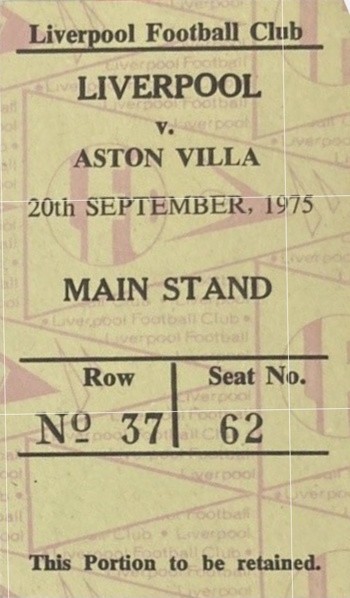 Liverpool Football Club
LIVERPOOL
v.
ASTON VILLA
20th SEPTEMBER, 1975
MAIN STAND
Row Seat No.
Nº 37 62
This Portion to be retained.